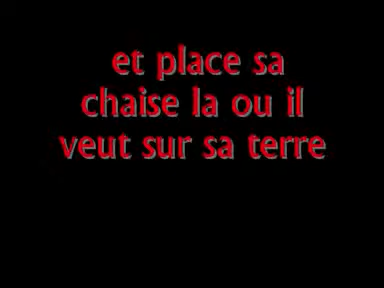 et place sa
chaise la ou il
veut sur sa terre